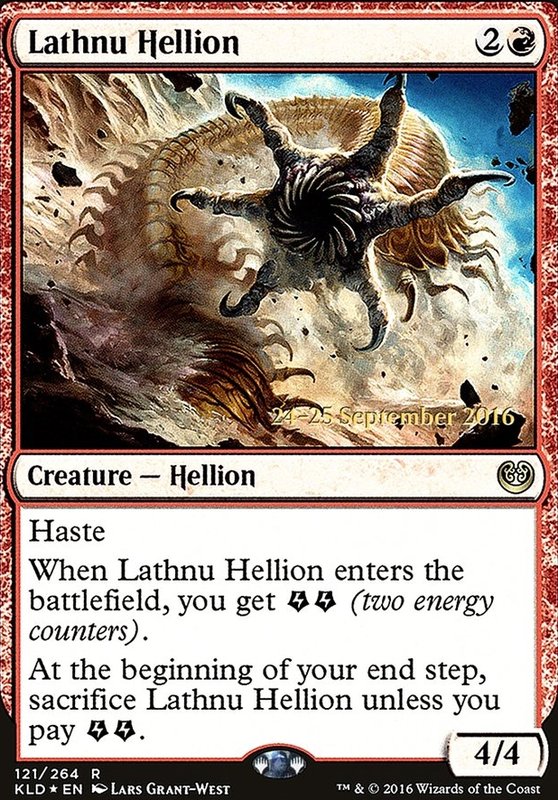 Lathnu Hellion 2
24–25 September 2016
Creature — Hellion
Haste
When Lathnu Hellion enters the
battlefield, you get (two energy
counters).
At the beginning of your end step,
sacrifice Lathnu Hellion unless you
pay .
4/4
121/264 R
KLD ★ EN Lars Grant-West
™ & © 2016 Wizards of the Coast